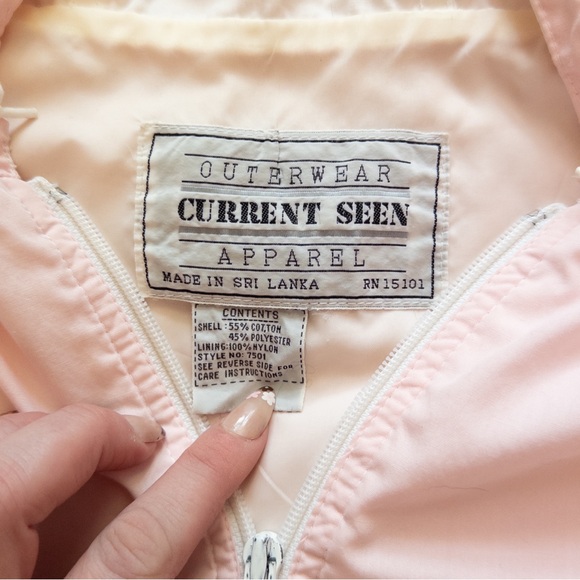 OUTERWEAR
CURRENT SEEN
APPAREL
MADE IN SRI LANKA RN 15101
CONTENTS
SHELL: 55% COTTON
45% POLYESTER
LINING: 100% NYLON
STYLE NO: 7501
SEE REVERSE SIDE FOR
CARE INSTRUCTIONS